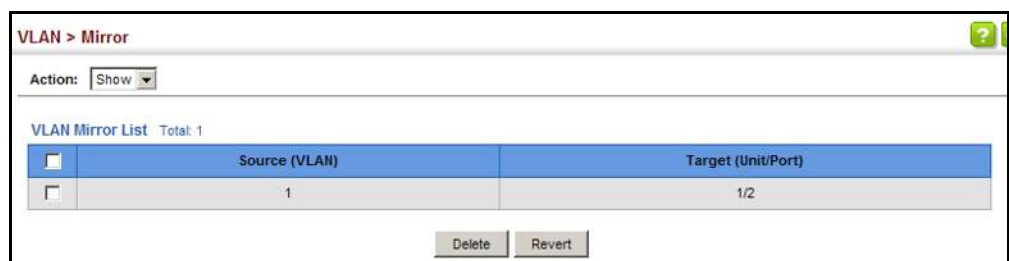 VLAN > Mirror
?
Action: Show
VLAN Mirror List Total: 1
Source (VLAN) Target (Unit/Port)
1 1/2
Delete Revert